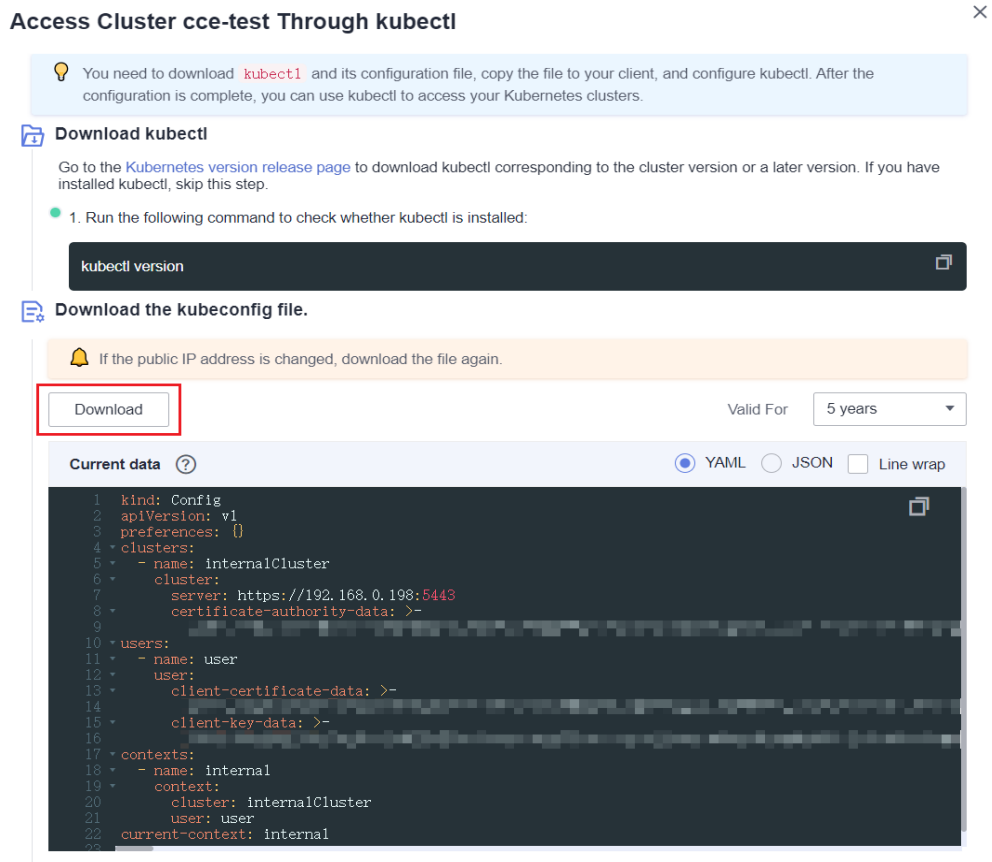 Access Cluster cce-test Through kubectl
You need to download kubectl and its configuration file, copy the file to your client, and configure kubectl. After the
configuration is complete, you can use kubectl to access your Kubernetes clusters.
Download kubectl
Go to the Kubernetes version release page to download kubectl corresponding to the cluster version or a later version. If you have
installed kubectl, skip this step.
1. Run the following command to check whether kubectl is installed:
kubectl version
Download the kubeconfig file.
If the public IP address is changed, download the file again.
Download Valid For 5 years
Current data ? YAML JSON Line wrap
1 kind: Config
2 apiVersion: v1
3 preferences: {}
4 clusters:
5 - name: internalCluster
6 cluster:
7 server: https://192.168.0.198:5443
8 certificate-authority-data: >-
9
10 users:
11 - name: user
12 user:
13 client-certificate-data: >-
14
15 client-key-data: >-
16
17 contexts:
18 - name: internal
19 context:
20 cluster: internalCluster
21 user: user
22 current-context: internal
23